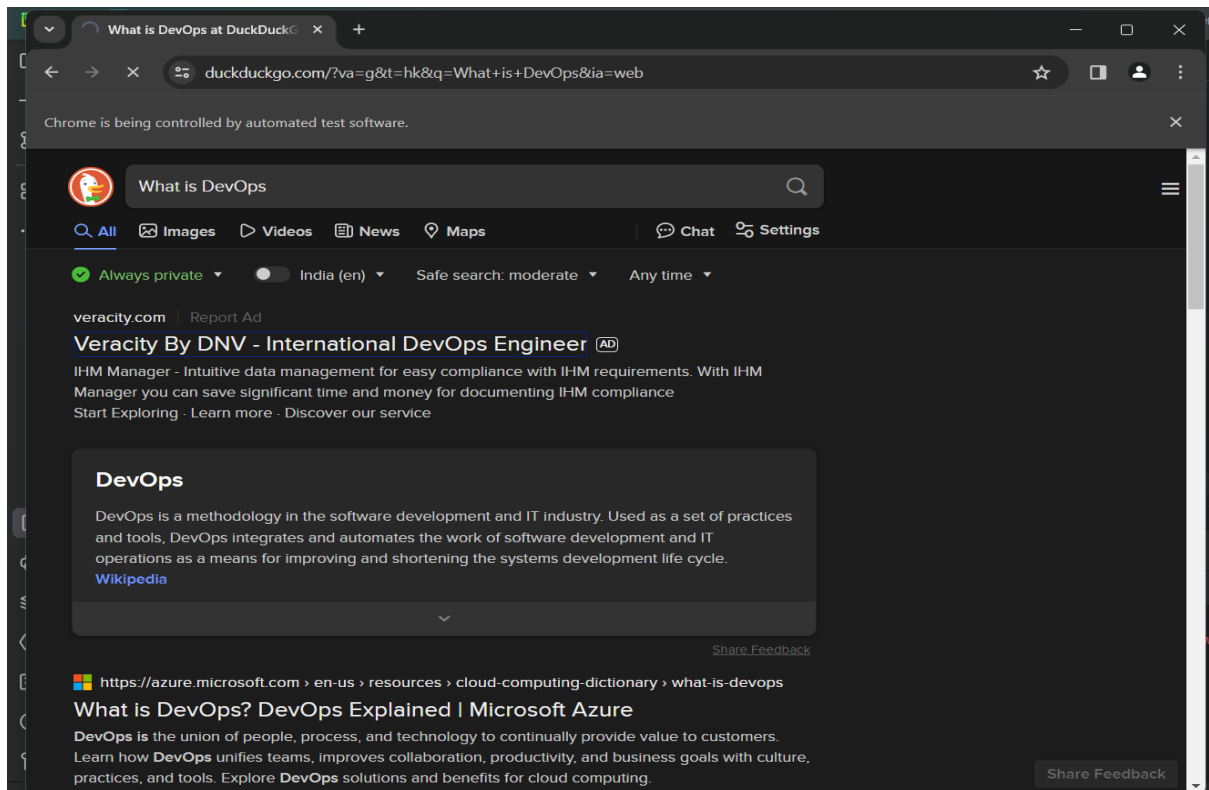 What is DevOps at DuckDuckG
duckduckgo.com/?va=g&t=hk&q=What+is+DevOps&ia=web
Chrome is being controlled by automated test software.
What is DevOps
All Images Videos News Maps Chat Settings
Always private India (en) Safe search: moderate Any time
veracity.com Report Ad
Veracity By DNV - International DevOps Engineer AD
IHM Manager - Intuitive data management for easy compliance with IHM requirements. With IHM
Manager you can save significant time and money for documenting IHM compliance
Start Exploring · Learn more · Discover our service
DevOps
DevOps is a methodology in the software development and IT industry. Used as a set of practices
and tools, DevOps integrates and automates the work of software development and IT
operations as a means for improving and shortening the systems development life cycle.
Wikipedia
Share Feedback
https://azure.microsoft.com › en-us › resources › cloud-computing-dictionary › what-is-devops
What is DevOps? DevOps Explained | Microsoft Azure
DevOps is the union of people, process, and technology to continually provide value to customers.
Learn how DevOps unifies teams, improves collaboration, productivity, and business goals with culture,
practices, and tools. Explore DevOps solutions and benefits for cloud computing.
Share Feedback